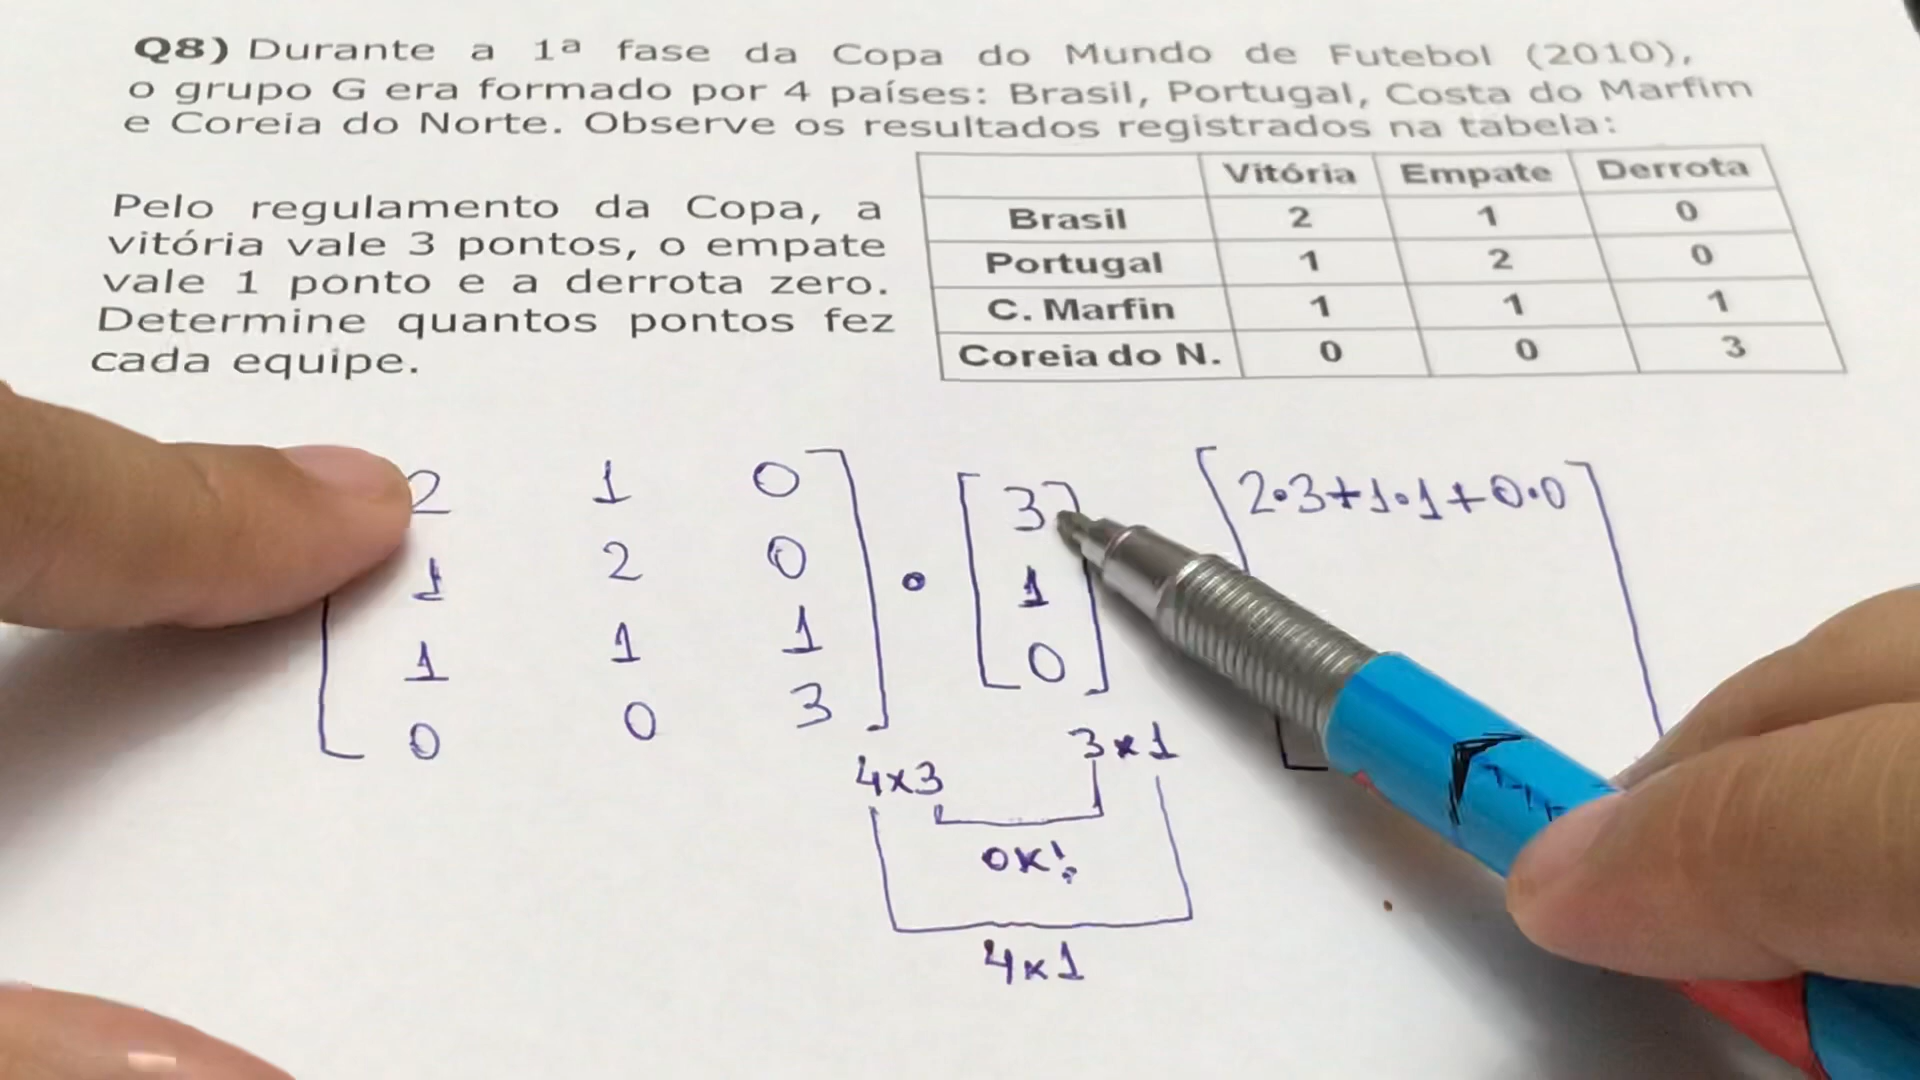 Q8) Durante a 1ª fase da Copa do Mundo de Futebol (2010),
o grupo G era formado por 4 países: Brasil, Portugal, Costa do Marfim
e Coreia do Norte. Observe os resultados registrados na tabela:
Pelo regulamento da Copa, a
vitória vale 3 pontos, o empate
vale 1 ponto e a derrota zero.
Determine quantos pontos fez
cada equipe.
Vitória Empate Derrota
Brasil 2 1 0
Portugal 1 2 0
C. Marfin 1 1 1
Coreia do N. 0 0 3
2 1 0
1 2 0
1 1 1
0 0 3
•
3
1
0
2•3+1•1+0•0
4x3
3x1
OK!
4x1